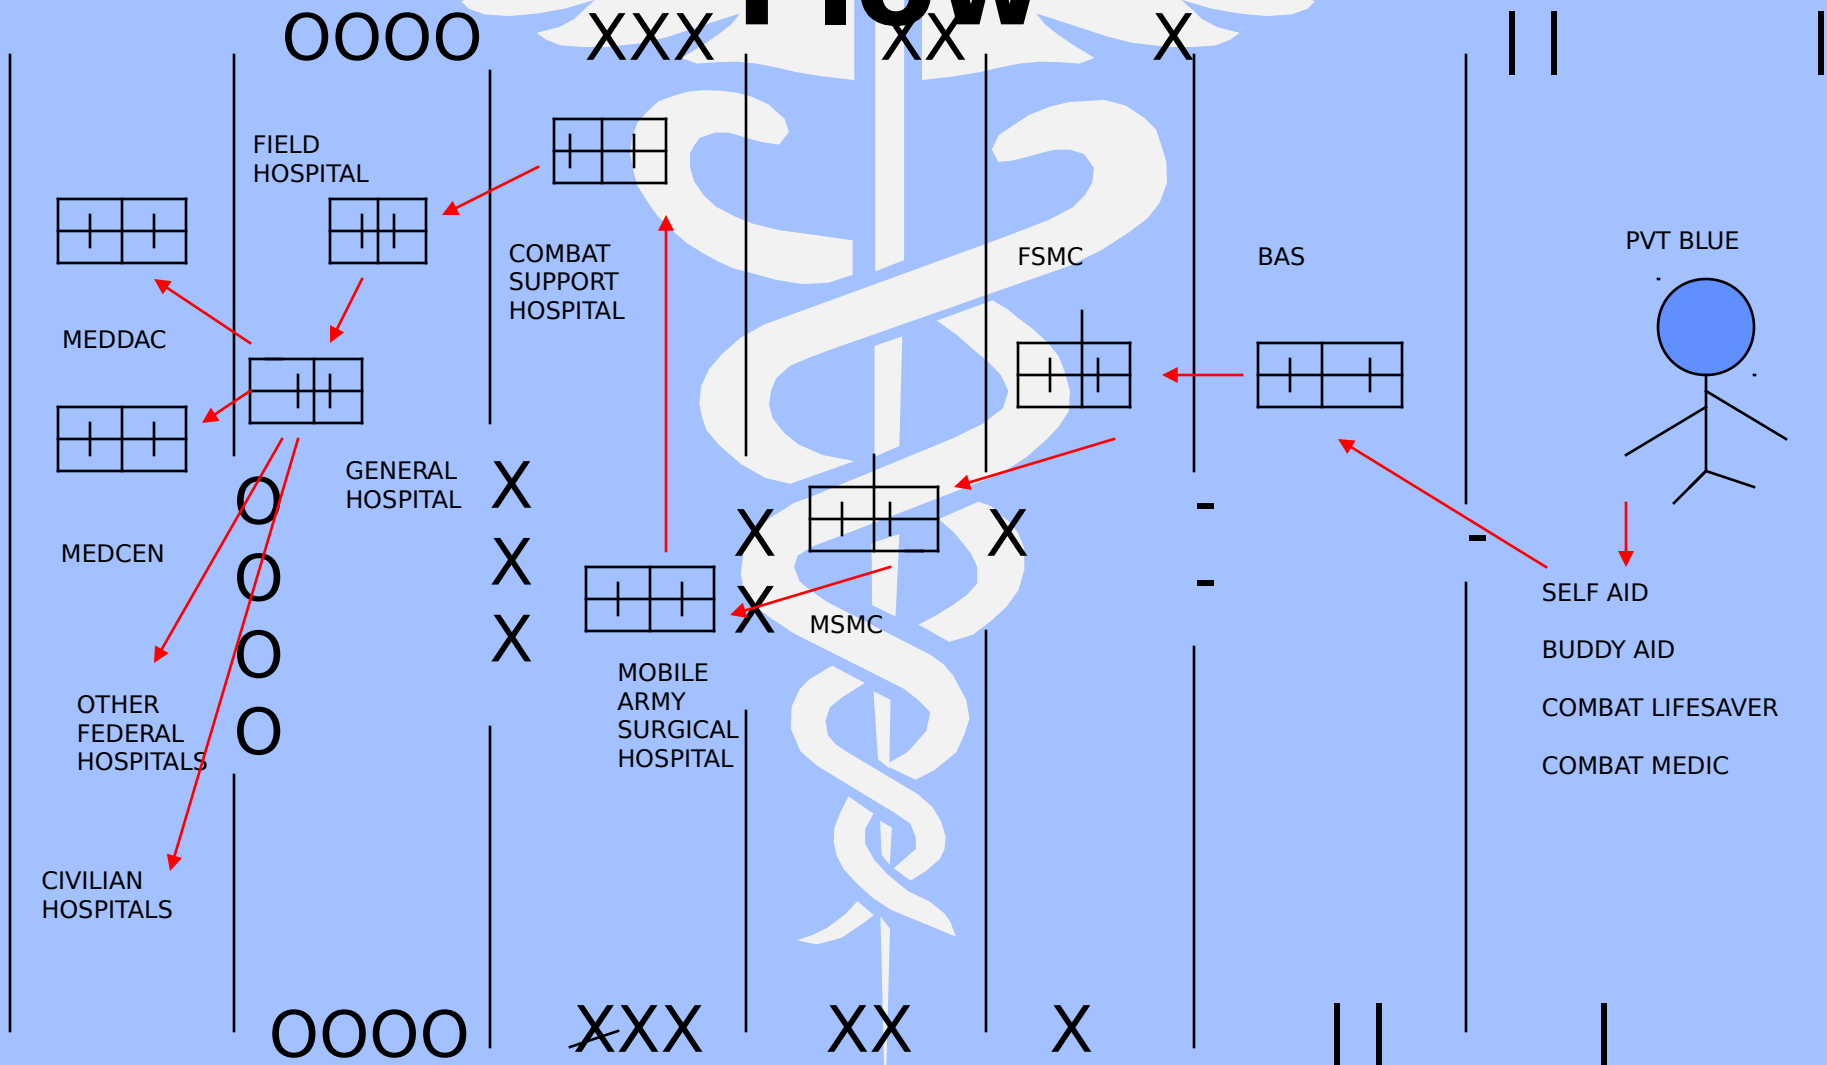 Flow
OOOO
XXX
XX
X
| |
|
FIELD
HOSPITAL
COMBAT
SUPPORT
HOSPITAL
FSMC
BAS
PVT BLUE
MEDDAC
GENERAL
HOSPITAL
MEDCEN
O
O
O
O
X
X
X
X
X
X
-
-
-
MSMC
MOBILE
ARMY
SURGICAL
HOSPITAL
SELF AID
BUDDY AID
COMBAT LIFESAVER
COMBAT MEDIC
OTHER
FEDERAL
HOSPITALS
CIVILIAN
HOSPITALS
OOOO
XXX
XX
X
| |
|